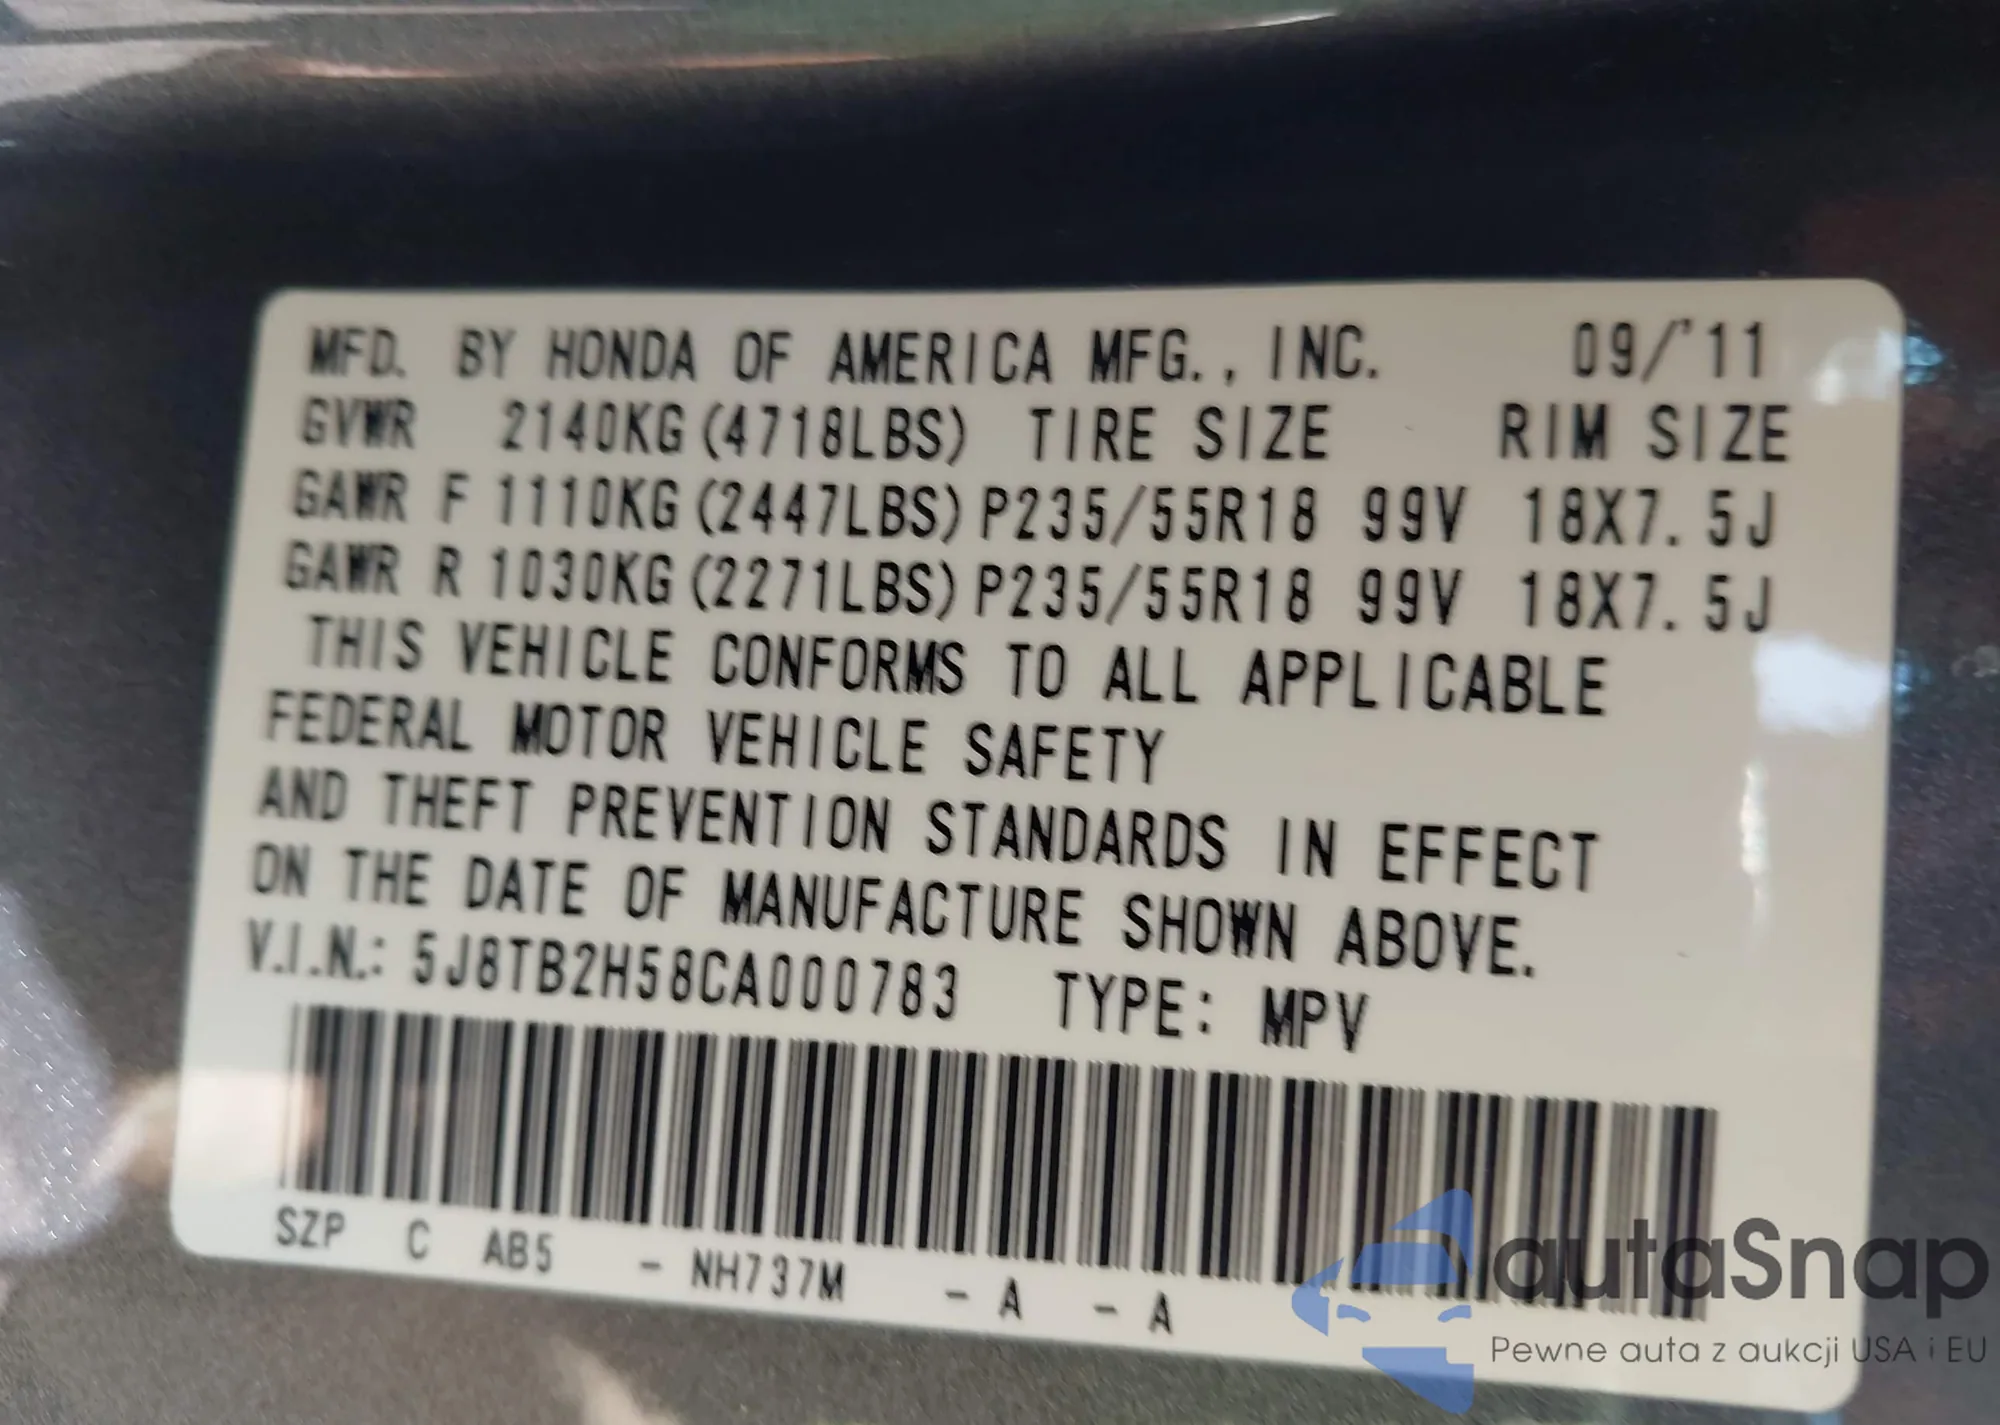 MFD. BY HONDA OF AMERICA MFG., INC. 09/'11
GVWR 2140KG (4718LBS) TIRE SIZE RIM SIZE
GAWR F 1110KG (2447LBS) P235/55R18 99V 18X7.5J
GAWR R 1030KG (2271LBS) P235/55R18 99V 18X7.5J
THIS VEHICLE CONFORMS TO ALL APPLICABLE
FEDERAL MOTOR VEHICLE SAFETY
AND THEFT PREVENTION STANDARDS IN EFFECT
ON THE DATE OF MANUFACTURE SHOWN ABOVE.
V.I.N.: 5J8TB2H58CA000783 TYPE: MPV
SZP C AB5 - NH737M - A - A
autaSnap
Pewne auta z aukcji USA i EU